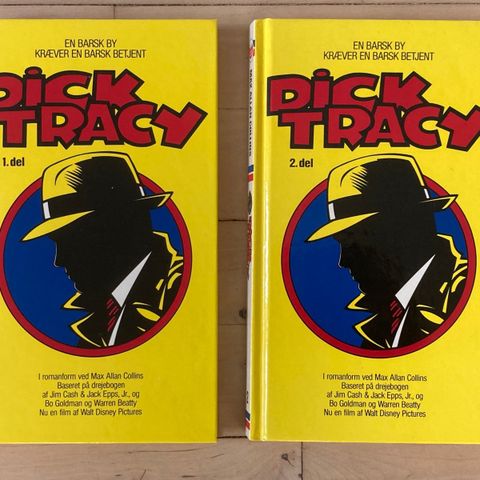 EN BARSK BY
KRÆVER EN BARSK BETJENT
DICK
TRACY
1. del
I romanform ved Max Allan Collins
Baseret på drejebogen
af Jim Cash & Jack Epps, Jr., og
Bo Goldman og Warren Beatty
Nu en film af Walt Disney Pictures
EN BARSK BY
KRÆVER EN BARSK BETJENT
DICK
TRACY
2. del
I romanform ved Max Allan Collins
Baseret på drejebogen
af Jim Cash & Jack Epps, Jr., og
Bo Goldman og Warren Beatty
Nu en film af Walt Disney Pictures